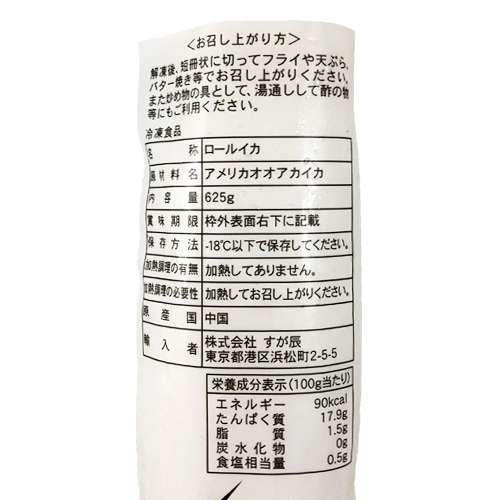 ＜お召し上がり方＞
解凍後、短冊状に切ってフライや天ぷら、
バター焼き等でお召し上がりください。
また炒め物の具として、湯通しして酢の物
等にもご利用ください。
冷凍食品
名称 ロールイカ
原材料名 アメリカオオアカイカ
内容量 625g
賞味期限 枠外表面右下に記載
保存方法 -18℃以下で保存してください。
加熱調理の有無 加熱してありません。
加熱調理の必要性 加熱してお召し上がりください。
原産国 中国
輸入者 株式会社 すが辰
東京都港区浜松町2-5-5
栄養成分表示(100g当たり)
エネルギー 90kcal
たんぱく質 17.9g
脂質 1.5g
炭水化物 0g
食塩相当量 0.5g